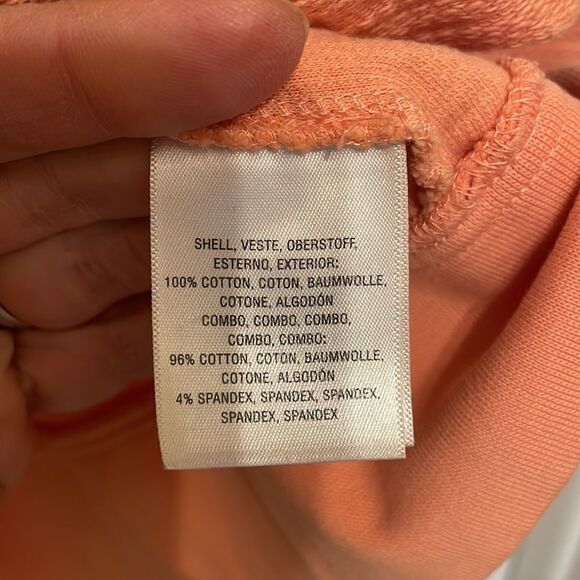 SHELL, VESTE, OBERSTOFF,
ESTERNO, EXTERIOR:
100% COTTON, COTON, BAUMWOLLE,
COTONE, ALGODÓN
COMBO, COMBO, COMBO,
COMBO, COMBO:
96% COTTON, COTON, BAUMWOLLE,
COTONE, ALGODÓN
4% SPANDEX, SPANDEX, SPANDEX,
SPANDEX, SPANDEX